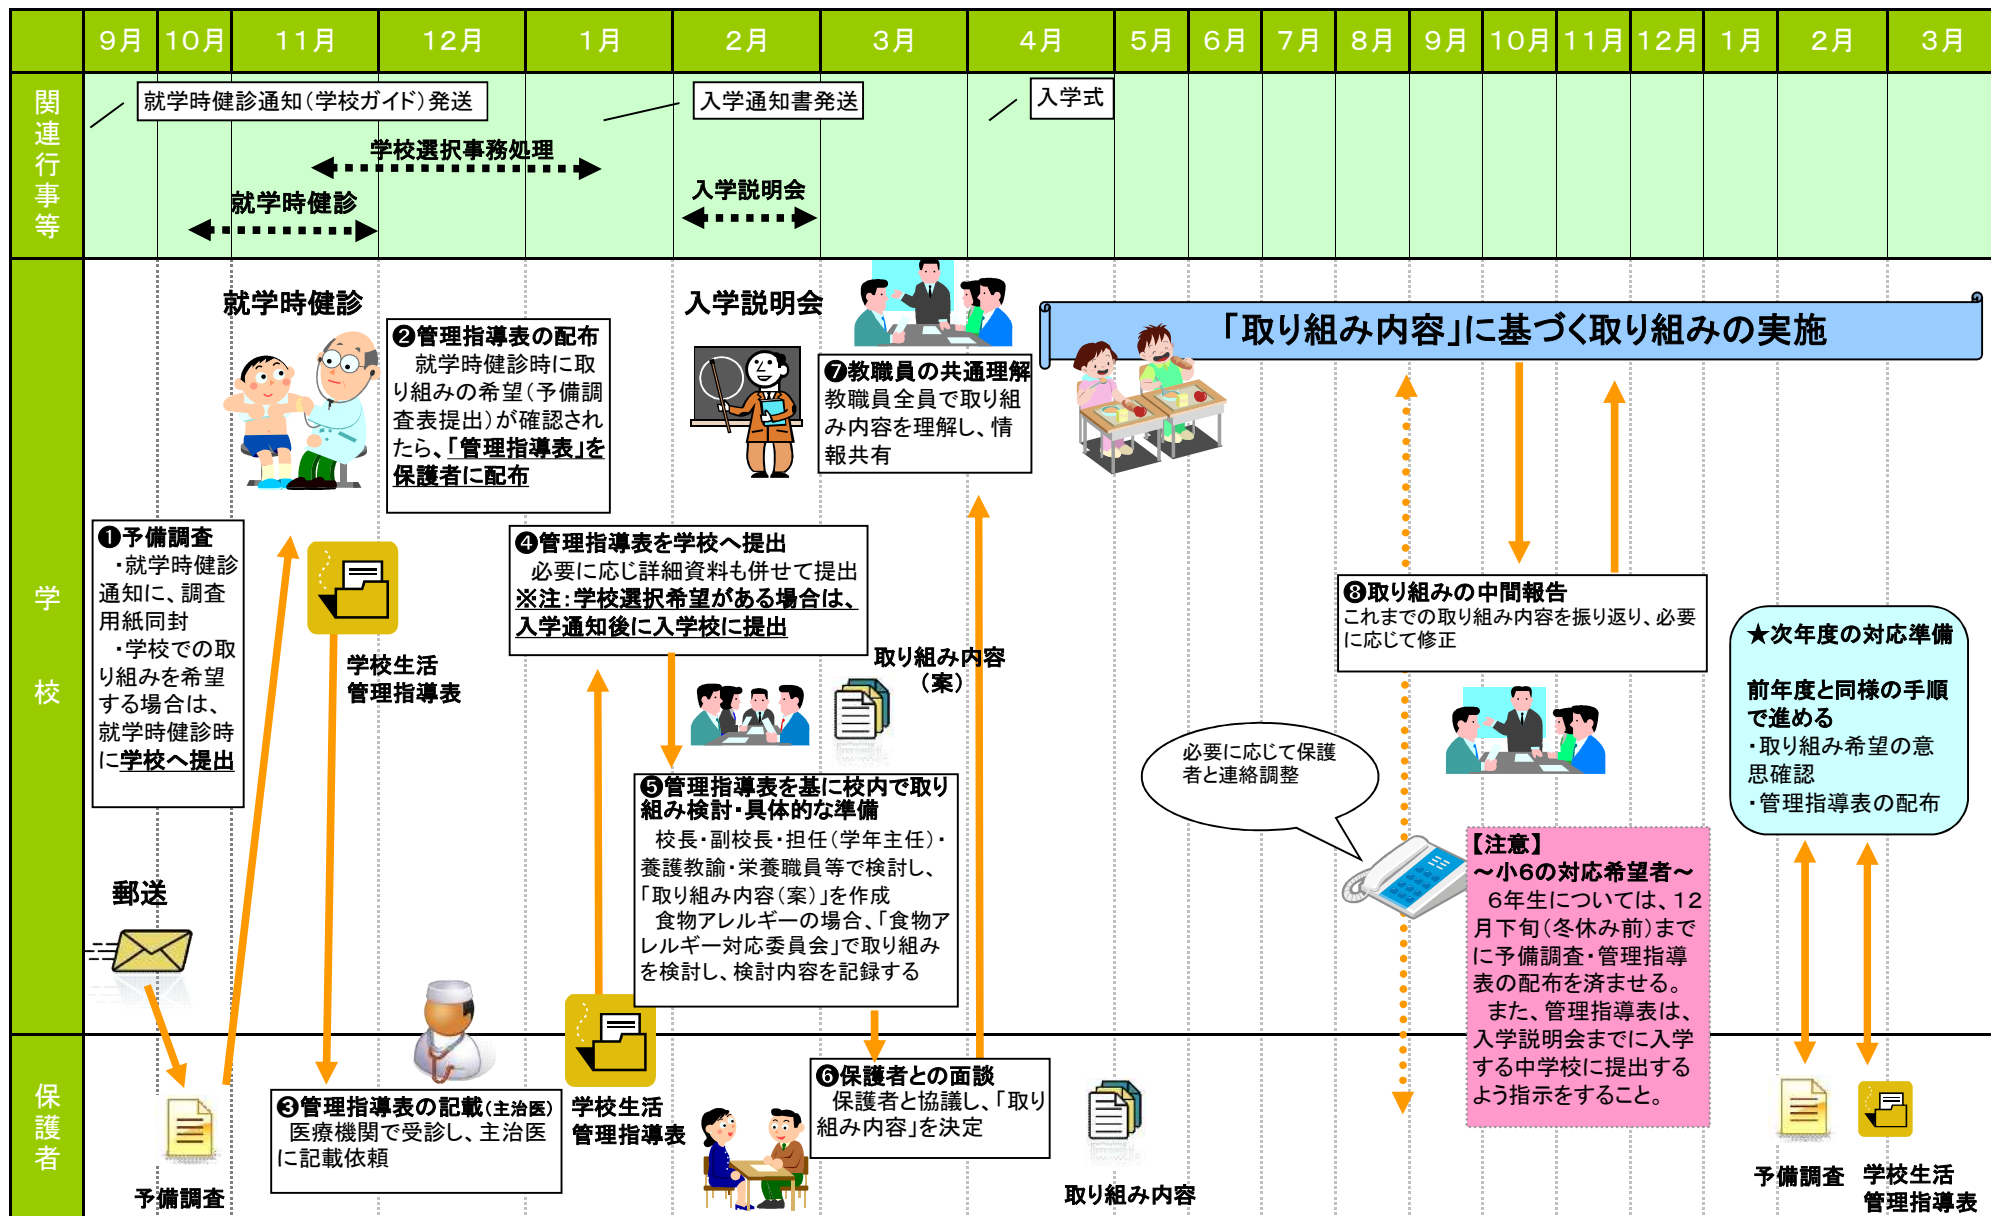 9月 10月 11月 12月 1月 2月 3月 4月 5月 6月 7月 8月 9月 10月 11月 12月 1月 2月 3月
関連行事等
就学時健診通知(学校ガイド)発送
入学通知書発送
入学式
学校選択事務処理
入学説明会
就学時健診
学校
就学時健診
❷管理指導表の配布
就学時健診時に取
り組みの希望(予備調
査表提出)が確認され
たら、「管理指導表」を
保護者に配布
入学説明会
❼教職員の共通理解
教職員全員で取り組
み内容を理解し、情
報共有
「取り組み内容」に基づく取り組みの実施
❶予備調査
・就学時健診
通知に、調査
用紙同封
・学校での取
り組みを希望
する場合は、
就学時健診時
に学校へ提出
学校生活
管理指導表
❹管理指導表を学校へ提出
必要に応じ詳細資料も併せて提出
※注:学校選択希望がある場合は、
入学通知後に入学校に提出
取り組み内容
(案)
❺管理指導表を基に校内で取り
組み検討・具体的な準備
校長・副校長・担任(学年主任)・
養護教諭・栄養職員等で検討し、
「取り組み内容(案)」を作成
食物アレルギーの場合、「食物ア
レルギー対応委員会」で取り組み
を検討し、検討内容を記録する
❽取り組みの中間報告
これまでの取り組み内容を振り返り、必要
に応じて修正
必要に応じて保護
者と連絡調整
★次年度の対応準備
前年度と同様の手順
で進める
・取り組み希望の意
思確認
・管理指導表の配布
【注意】
~小6の対応希望者~
6年生については、12
月下旬(冬休み前)まで
に予備調査・管理指導
表の配布を済ませる。
また、管理指導表は、
入学説明会までに入学
する中学校に提出する
よう指示をすること。
郵送
保護者
予備調査
❸管理指導表の記載(主治医)
医療機関で受診し、主治医
に記載依頼
学校生活
管理指導表
❻保護者との面談
保護者と協議し、「取り
組み内容」を決定
取り組み内容
予備調査
学校生活
管理指導表